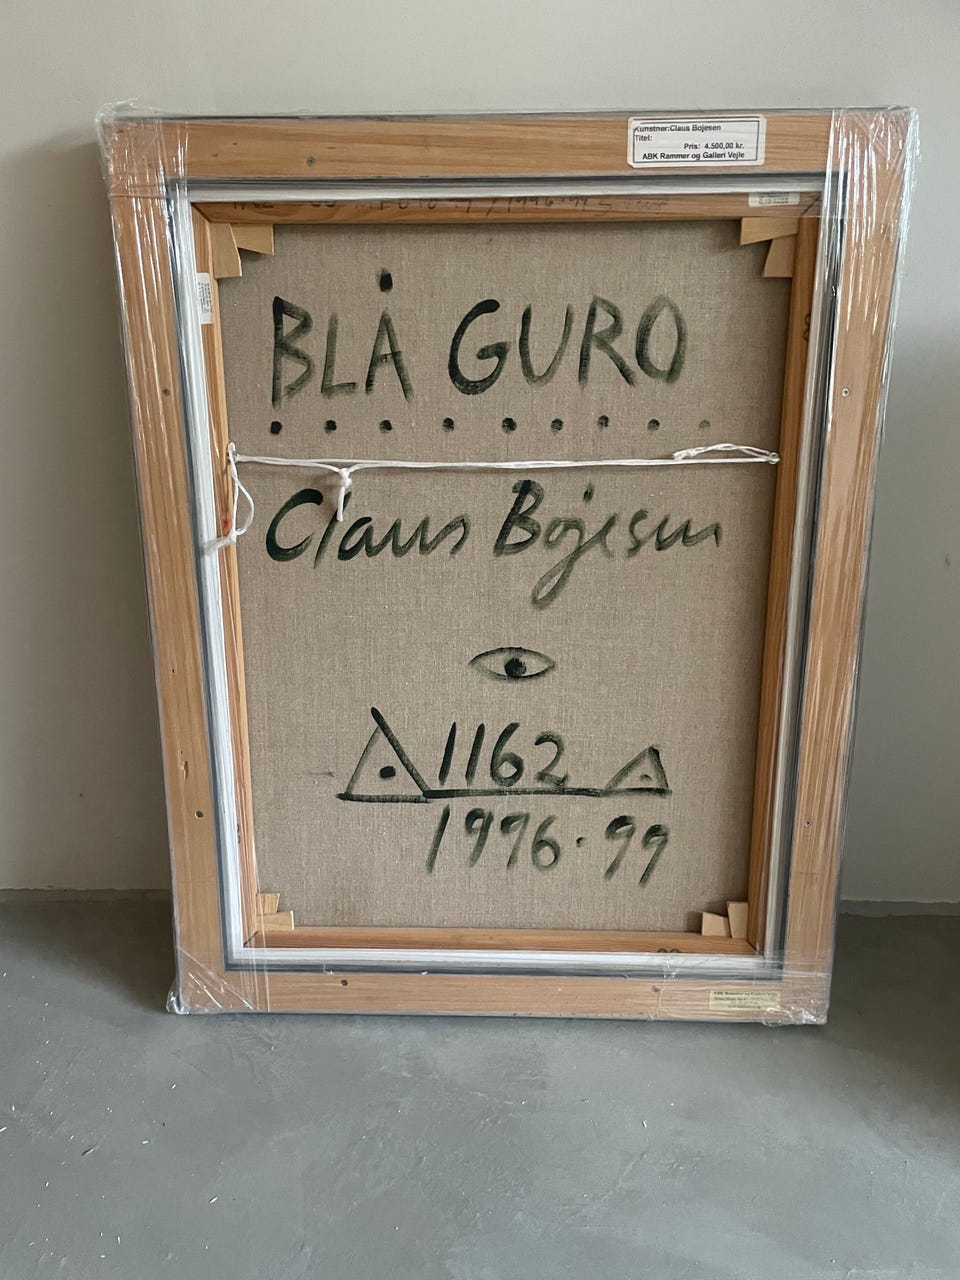 Kunstner:Claus Bojesen
Titel:
Pris: 4.500,00 kr.
ABK Rammer og Galleri Vejle
BLÅ GURO
Claus Bojesen
1162
1996·99